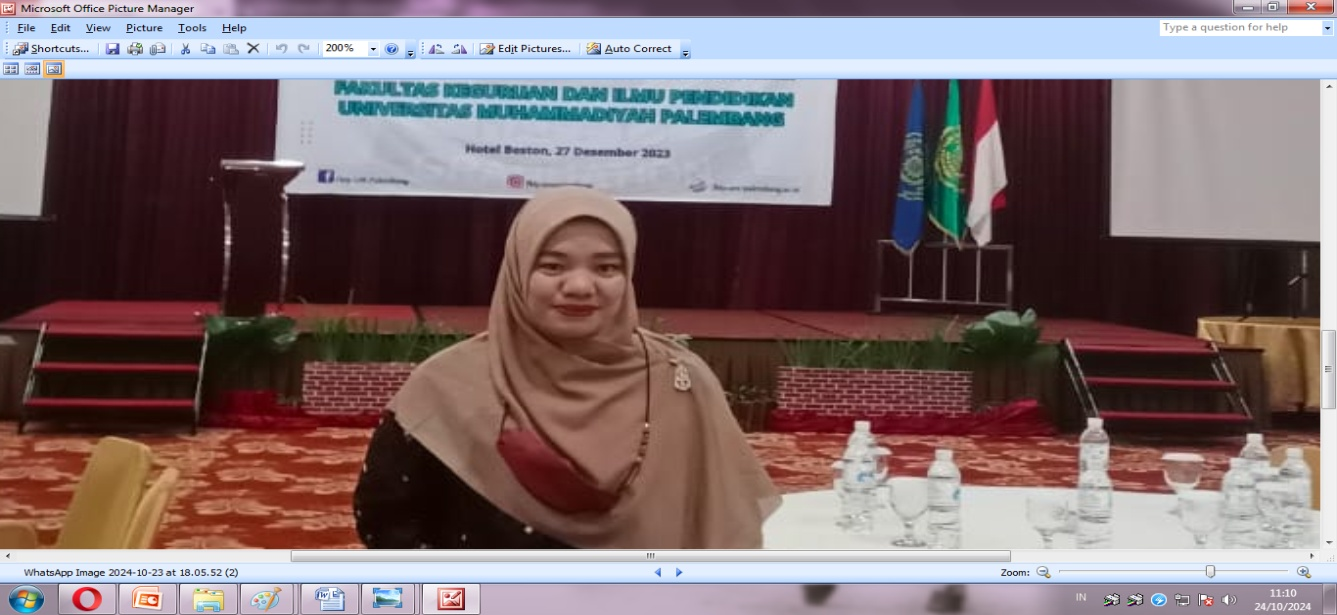 Microsoft Office Picture Manager
File Edit View Picture Tools Help
Type a question for help
Shortcuts... 200% Edit Pictures... Auto Correct
FAKULTAS KEGURUAN DAN ILMU PENDIDIKAN
UNIVERSITAS MUHAMMADIYAH PALEMBANG
Hotel Beston, 27 Desember 2023
WhatsApp Image 2024-10-23 at 18.05.52 (2)
Zoom:
IN
11:10
24/10/2024